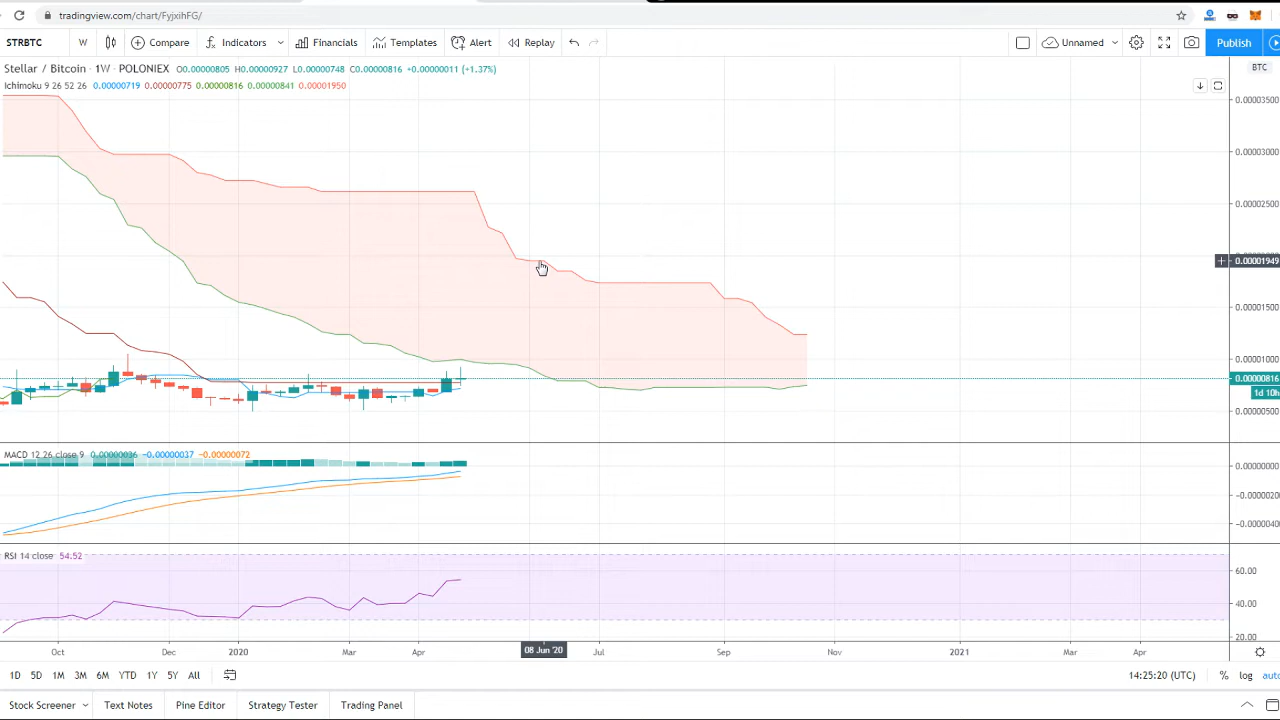 tradingview.com/chart/FyjxihFG/
STRBTC W Compare Indicators Financials Templates Alert Replay Unnamed Publish
Stellar / Bitcoin · 1W · POLONIEX O0.00000805 H0.00000927 L0.00000748 C0.00000816 +0.00000011 (+1.37%) BTC
Ichimoku 9 26 52 26 0.00000719 0.00000775 0.00000816 0.00000841 0.00001950
0.00003500
0.00003000
0.00002500
0.00001949
0.00001500
0.00001000
0.00000816
1d 10h
0.00000500
MACD 12 26 close 9 0.00000036 −0.00000037 −0.00000072
0.00000000
−0.0000020
−0.0000040
RSI 14 close 54.52
60.00
40.00
20.00
Oct Dec 2020 Mar Apr 08 Jun '20 Jul Sep Nov 2021 Mar Apr
1D 5D 1M 3M 6M YTD 1Y 5Y All 14:25:20 (UTC) % log auto
Stock Screener Text Notes Pine Editor Strategy Tester Trading Panel